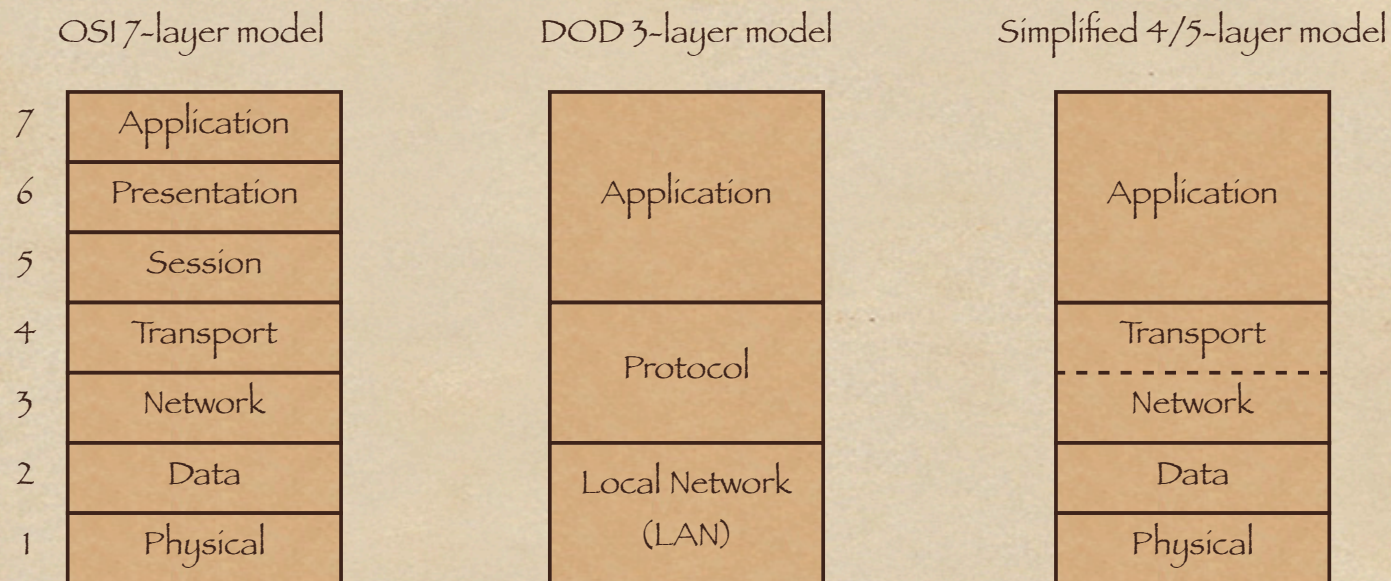 OSI 7-layer model
DOD 3-layer model
Simplified 4/5-layer model
7
Application
6
Presentation
5
Session
4
Transport
3
Network
2
Data
1
Physical
Application
Protocol
Local Network
(LAN)
Application
Transport
Network
Data
Physical